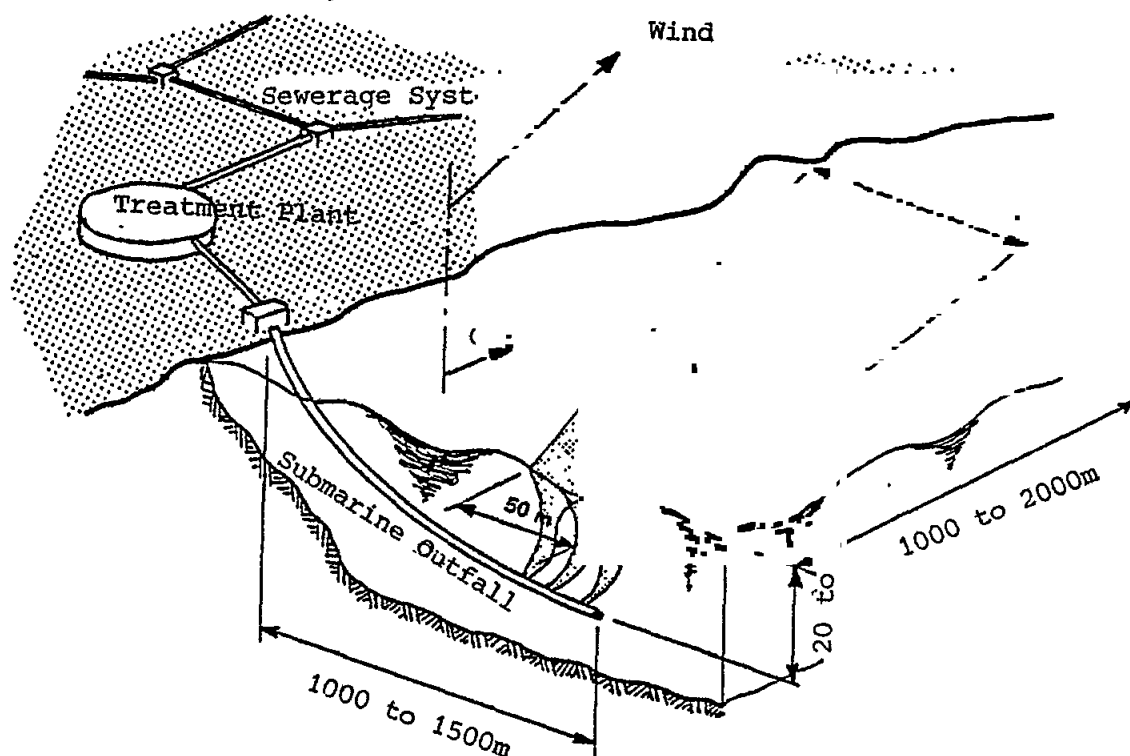 Wind
Sewerage Syst
Treatment Plant
50 m
Submarine Outfall
20 to
1000 to 2000m
1000 to 1500m